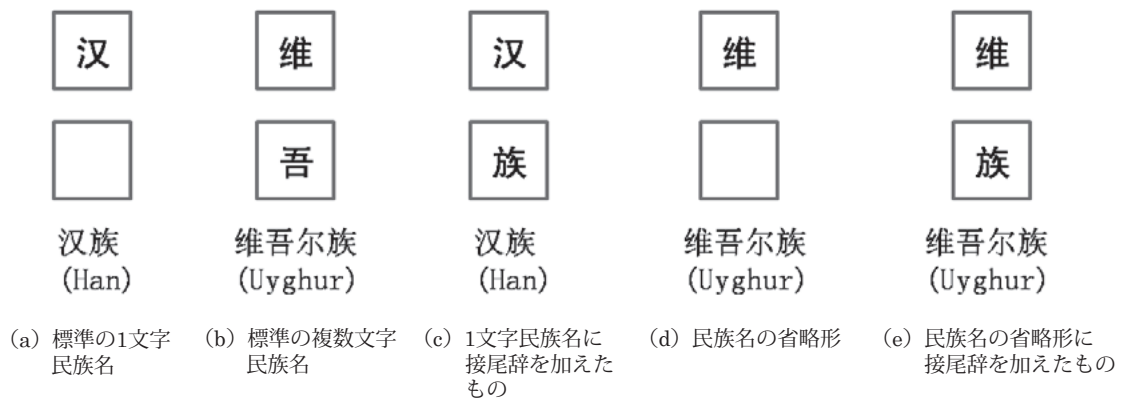 汉 维 汉 维 维
吾 族 族
汉族 维吾尔族 汉族 维吾尔族 维吾尔族
(Han) (Uyghur) (Han) (Uyghur) (Uyghur)
(a) 標準の1文字 (b) 標準の複数文字 (c) 1文字民族名に (d) 民族名の省略形 (e) 民族名の省略形に
民族名 民族名 接尾辞を加えた 接尾辞を加えたもの
もの